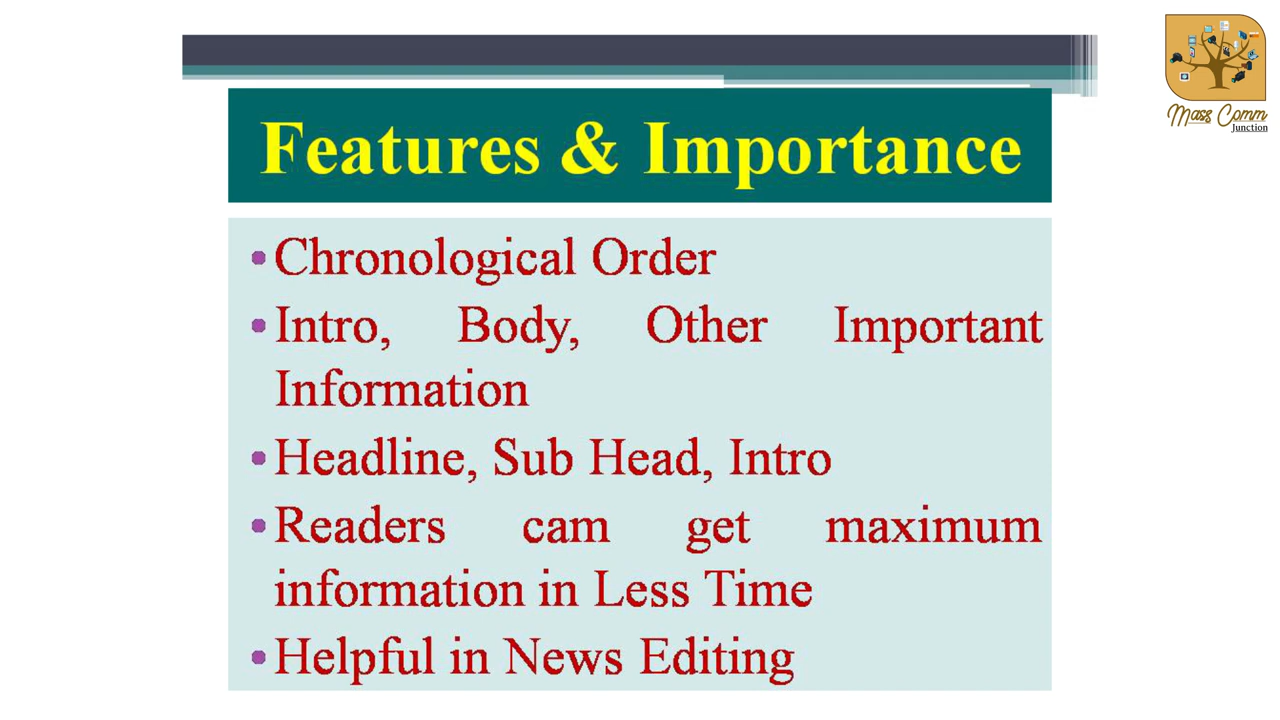 Mass Comm
Junction
Features & Importance
•Chronological Order
•Intro, Body, Other Important
Information
•Headline, Sub Head, Intro
•Readers cam get maximum
information in Less Time
•Helpful in News Editing